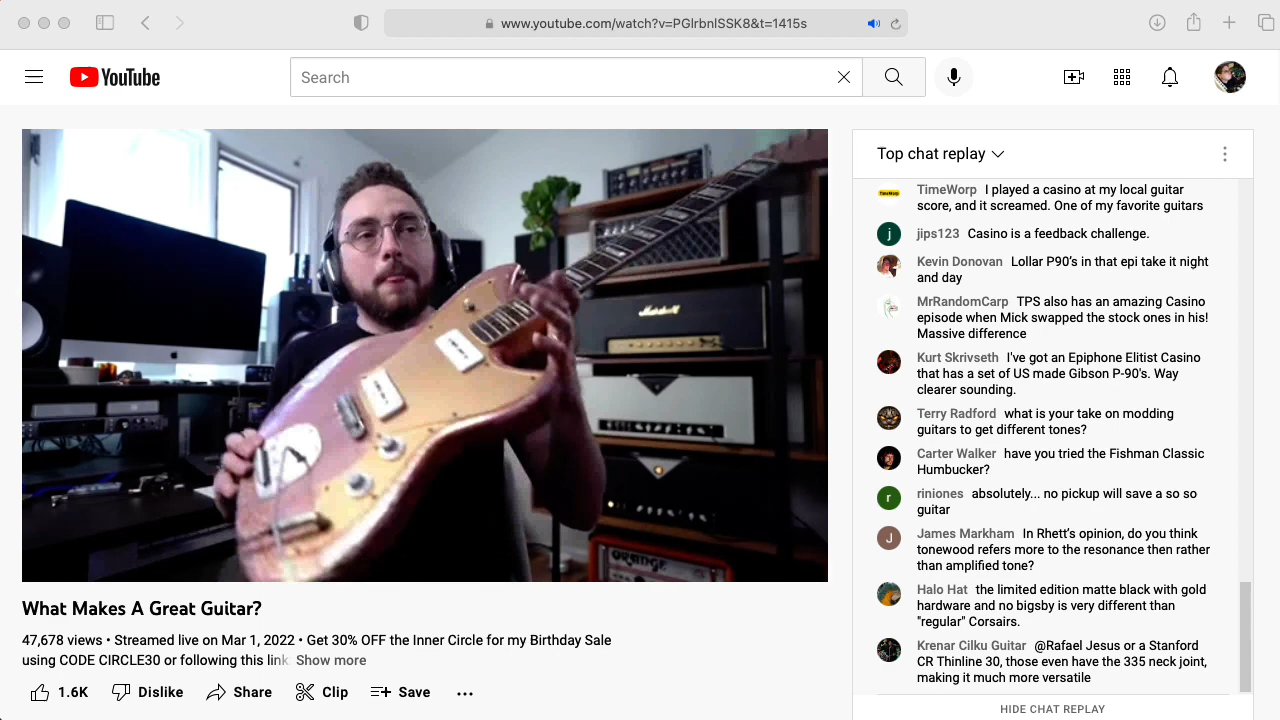 www.youtube.com/watch?v=PGlrbnlSSK8&t=1415s
YouTube
Search
Marshall
ORANGE
What Makes A Great Guitar?
47,678 views • Streamed live on Mar 1, 2022 • Get 30% OFF the Inner Circle for my Birthday Sale
using CODE CIRCLE30 or following this link Show more
1.6K Dislike Share Clip Save
Top chat replay
TimeWorp I played a casino at my local guitar
score, and it screamed. One of my favorite guitars
j
jips123 Casino is a feedback challenge.
Kevin Donovan Lollar P90's in that epi take it night
and day
MrRandomCarp TPS also has an amazing Casino
episode when Mick swapped the stock ones in his!
Massive difference
Kurt Skrivseth I've got an Epiphone Elitist Casino
that has a set of US made Gibson P-90's. Way
clearer sounding.
Terry Radford what is your take on modding
guitars to get different tones?
Carter Walker have you tried the Fishman Classic
Humbucker?
r
riniones absolutely... no pickup will save a so so
guitar
J
James Markham In Rhett's opinion, do you think
tonewood refers more to the resonance then rather
than amplified tone?
Halo Hat the limited edition matte black with gold
hardware and no bigsby is very different than
"regular" Corsairs.
Krenar Cilku Guitar @Rafael Jesus or a Stanford
CR Thinline 30, those even have the 335 neck joint,
making it much more versatile
HIDE CHAT REPLAY